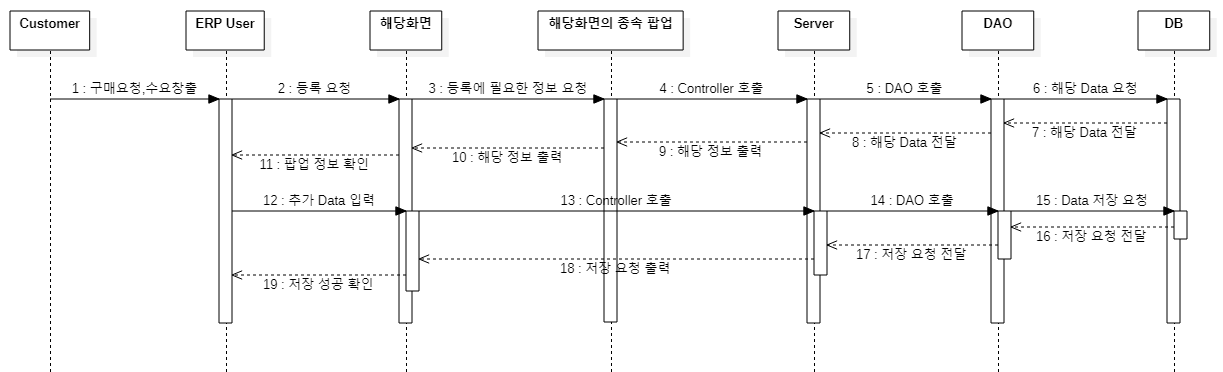 Customer
ERP User
해당화면
해당화면의 종속 팝업
Server
DAO
DB
1 : 구매요청,수요창출
2 : 등록 요청
3 : 등록에 필요한 정보 요청
4 : Controller 호출
5 : DAO 호출
6 : 해당 Data 요청
7 : 해당 Data 전달
8 : 해당 Data 전달
9 : 해당 정보 출력
10 : 해당 정보 출력
11 : 팝업 정보 확인
12 : 추가 Data 입력
13 : Controller 호출
14 : DAO 호출
15 : Data 저장 요청
16 : 저장 요청 전달
17 : 저장 요청 전달
18 : 저장 요청 출력
19 : 저장 성공 확인